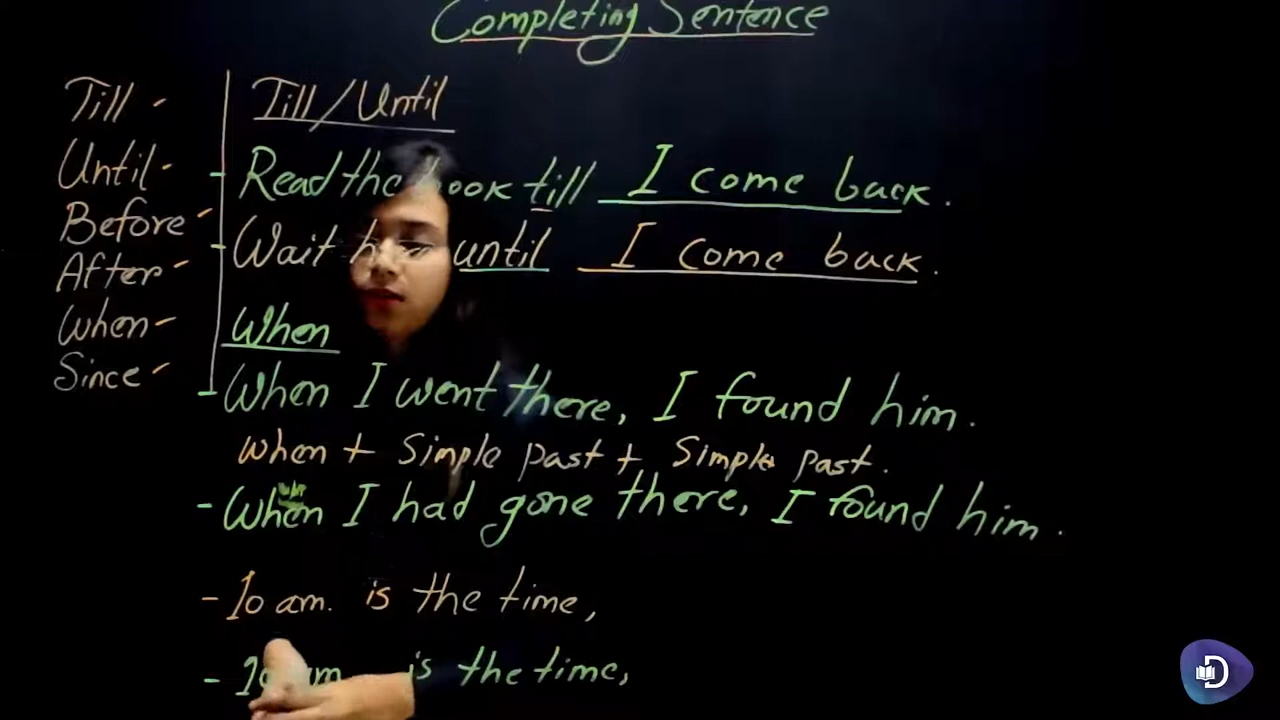 Completing Sentence
Till -
Until -
Before -
After -
When -
Since -
Till/Until
- Read the book till I come back.
- Wait here until I come back.
When
- When I went there, I found him.
When + Simple past + Simple past.
- When I had gone there, I found him.
- 10 am. is the time,
- 10 am is the time,